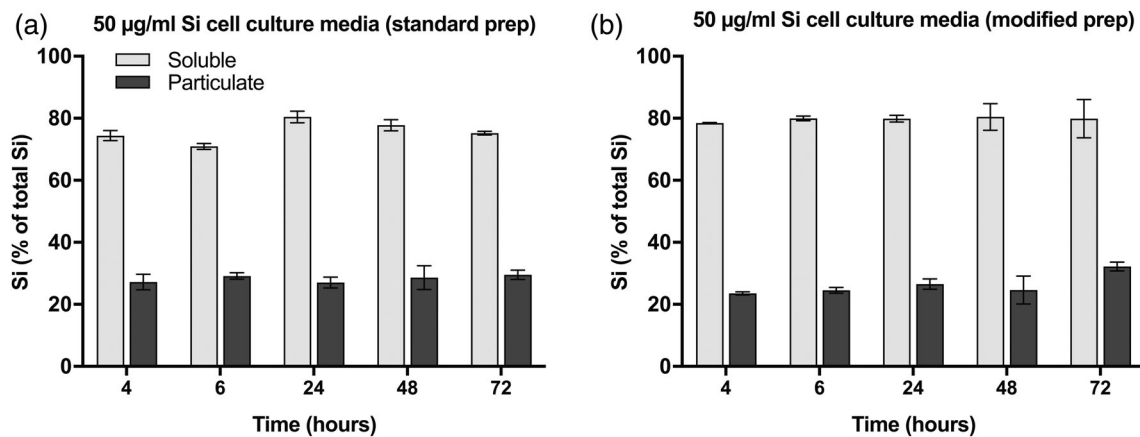 (a) 50 µg/ml Si cell culture media (standard prep)
Soluble
Particulate
Si (% of total Si)
100
80
60
40
20
0
4 6 24 48 72
Time (hours)
(b) 50 µg/ml Si cell culture media (modified prep)
Si (% of total Si)
100
80
60
40
20
0
4 6 24 48 72
Time (hours)